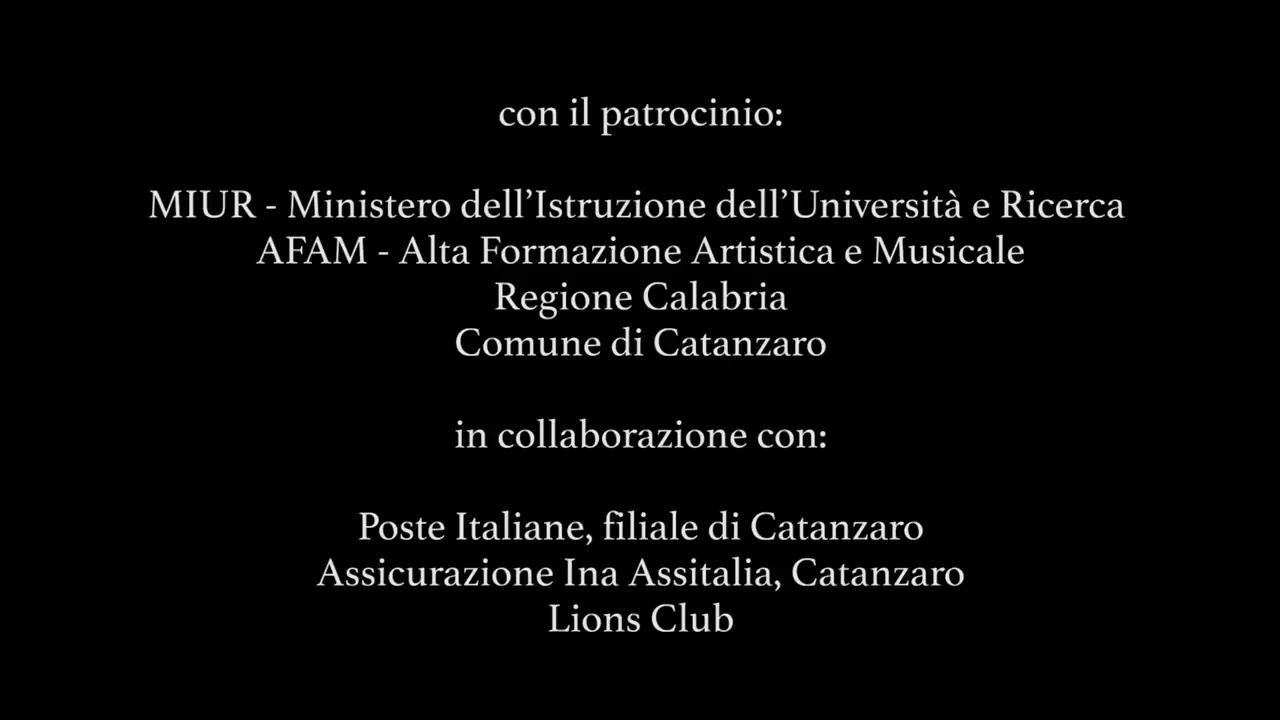 con il patrocinio:
MIUR - Ministero dell’Istruzione dell’Università e Ricerca
AFAM - Alta Formazione Artistica e Musicale
Regione Calabria
Comune di Catanzaro
in collaborazione con:
Poste Italiane, filiale di Catanzaro
Assicurazione Ina Assitalia, Catanzaro
Lions Club